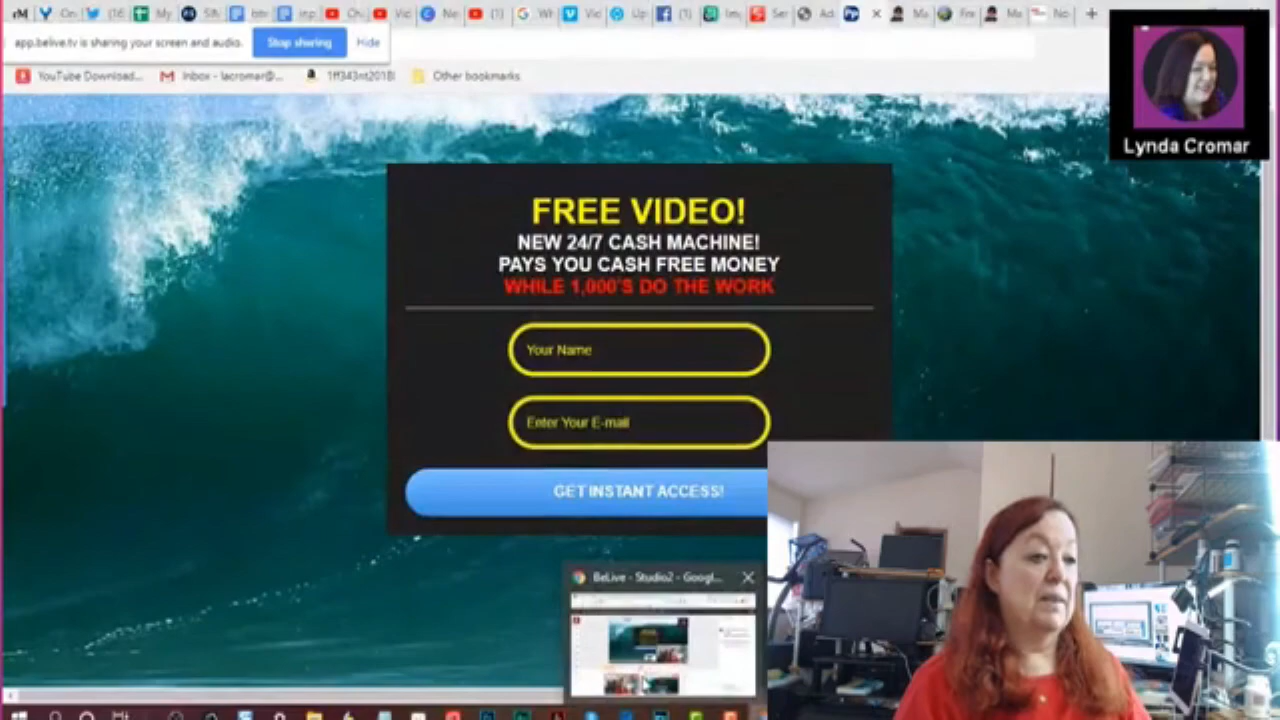 app.belive.tv is sharing your screen and audio.
Stop sharing
Hide
YouTube Download...
Inbox - lacromar@...
1ff343nt2018!
Other bookmarks
Lynda Cromar
FREE VIDEO!
NEW 24/7 CASH MACHINE!
PAYS YOU CASH FREE MONEY
WHILE 1,000'S DO THE WORK
Your Name
Enter Your E-mail
GET INSTANT ACCESS!
BeLive - Studio2 - Googl...